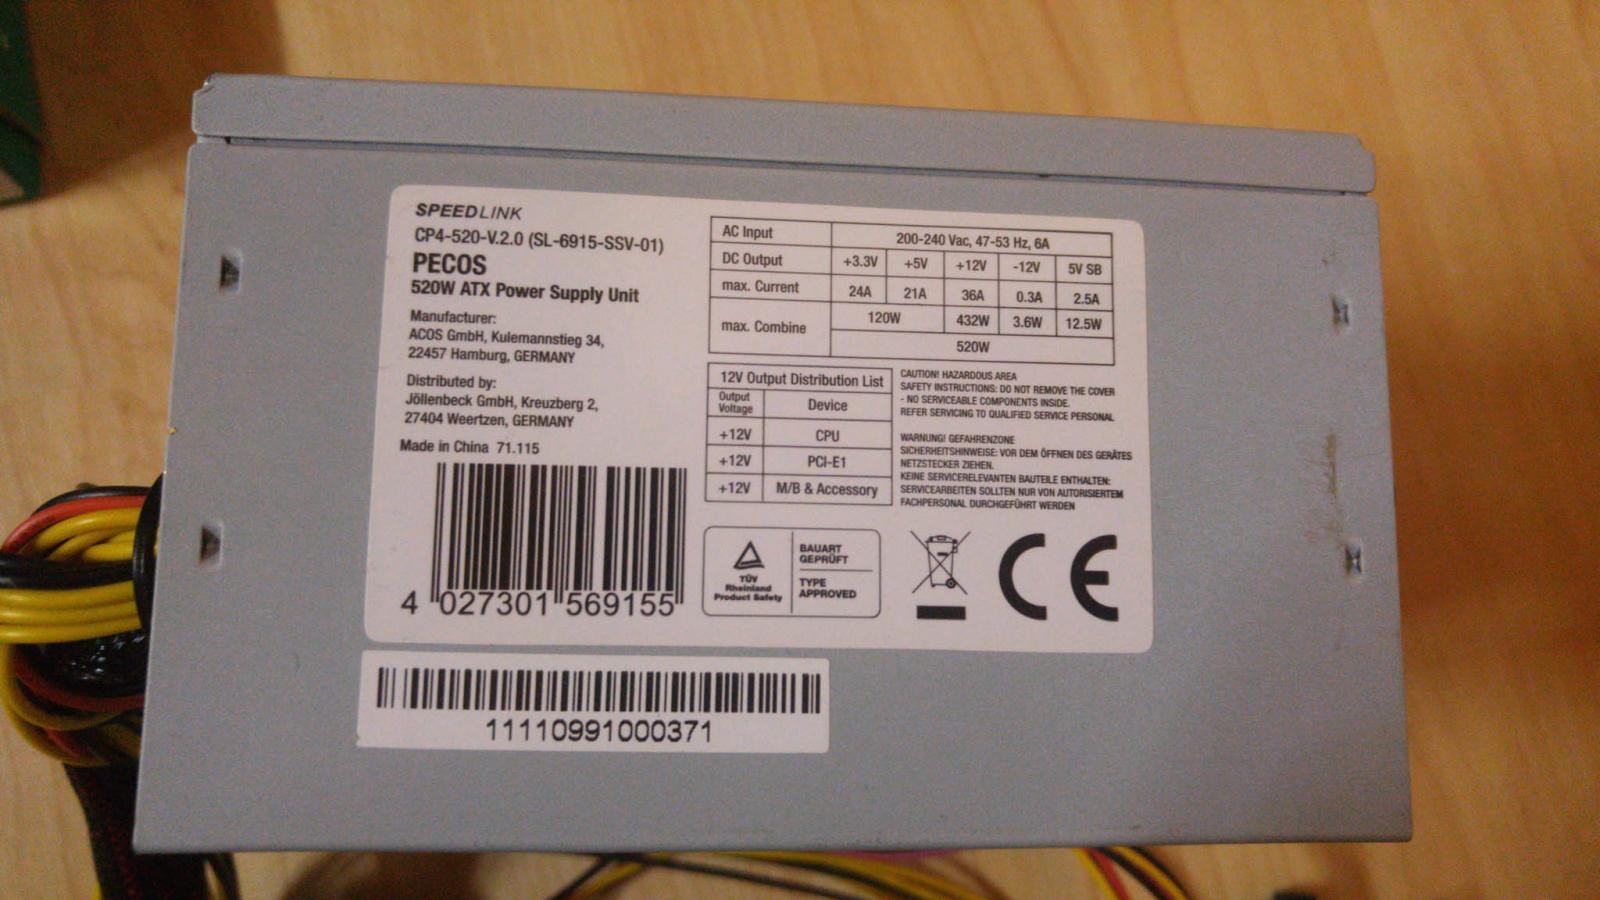 SPEEDLINK
CP4-520-V.2.0 (SL-6915-SSV-01)
PECOS
520W ATX Power Supply Unit
Manufacturer:
ACOS GmbH, Kulemannstieg 34,
22457 Hamburg, GERMANY
Distributed by:
Jöllenbeck GmbH, Kreuzberg 2,
27404 Weertzen, GERMANY
Made in China 71.115
4 027301 569155
AC Input 200-240 Vac, 47-53 Hz, 6A
DC Output +3.3V +5V +12V -12V 5V SB
max. Current 24A 21A 36A 0.3A 2.5A
max. Combine 120W 432W 3.6W 12.5W
520W
12V Output Distribution List
Output Voltage Device
+12V CPU
+12V PCI-E1
+12V M/B & Accessory
CAUTION! HAZARDOUS AREA
SAFETY INSTRUCTIONS: DO NOT REMOVE THE COVER
- NO SERVICEABLE COMPONENTS INSIDE.
REFER SERVICING TO QUALIFIED SERVICE PERSONAL
WARNUNG! GEFAHRENZONE
SICHERHEITSHINWEISE: VOR DEM ÖFFNEN DES GERÄTES
NETZSTECKER ZIEHEN.
KEINE SERVICERELEVANTEN BAUTEILE ENTHALTEN:
SERVICEARBEITEN SOLLTEN NUR VON AUTORISIERTEM
FACHPERSONAL DURCHGEFÜHRT WERDEN
TÜV
Rheinland
Product Safety
BAUART
GEPRÜFT
TYPE
APPROVED
CE
11110991000371